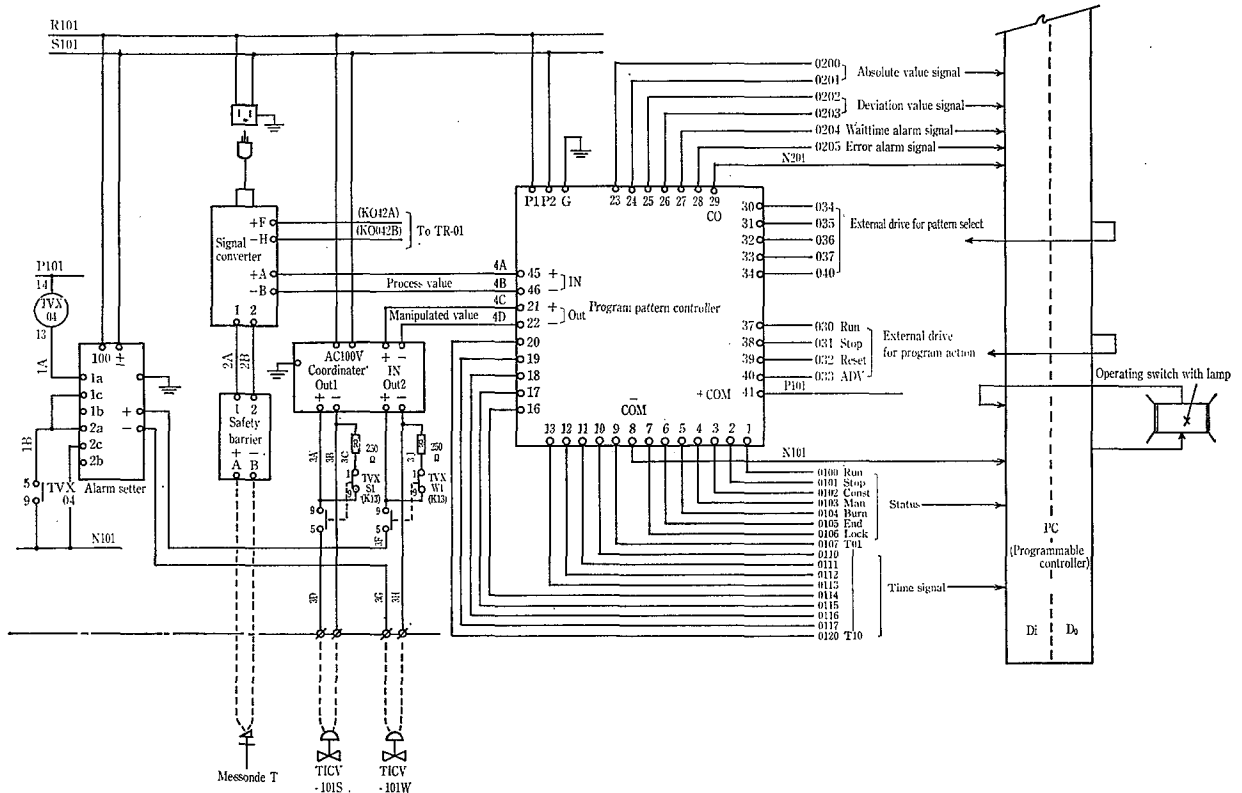 R101
S101
0200
0201
Absolute value signal
0202
0203
Deviation value signal
0204 Waittime alarm signal
0205 Error alarm signal
N201
P1 P2 G
23 24 25 26 27 28 29
CO
30 034
31 035
32 036
33 037
34 040
External drive for pattern select
+F
-H
Signal
converter
+A
-B
1 2
(KO42A)
(KO042B)
To TR-01
4A
4B
4C
4D
Process value
Manipulated value
45 +
46 -
IN
21 +
22 -
Out
Program pattern controller
20
19
18
17
16
37 030 Run
38 031 Stop
39 032 Reset
40 033 ADV
External drive
for program action
+COM 41
P101
-
COM
13 12 11 10 9 8 7 6 5 4 3 2 1
N101
Operating switch with lamp
P101
14
TVX
04
13
1A
100
1a
1c
1b
2a
2c
2b
+
-
Alarm setter
1B
5
9
TVX
04
N101
2A
2B
1 2
Safety
barrier
+ -
A B
AC100V
Coordinater
+ -
IN
Out1
Out2
+ -
+ -
3A
3B
3C
250
Ω
TVX
S1
(K13)
3J
250
Ω
TVX
W1
(K13)
9
5
9
5
3F
3D
3G
3H
0100 Run
0101 Stop
0102 Const
0103 Man
0104 Burn
0105 End
0106 Lock
Status
0107 T01
0110
0111
0112
0113
0114
0115
0116
0117
0120 T10
Time signal
PC
(Programmable
controller)
Di
D0
Messonde T
TICV
-101S
TICV
-101W